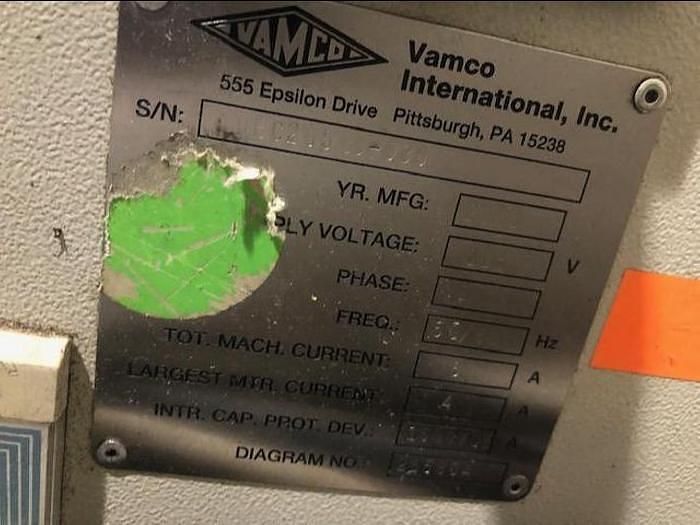 VAMCO
Vamco
International, Inc.
555 Epsilon Drive Pittsburgh, PA 15238
S/N:
YR. MFG:
PLY VOLTAGE: V
PHASE:
FREQ.: Hz
TOT. MACH. CURRENT: A
LARGEST MTR. CURRENT: 4 A
INTR. CAP. PROT. DEV.: A
DIAGRAM NO.: